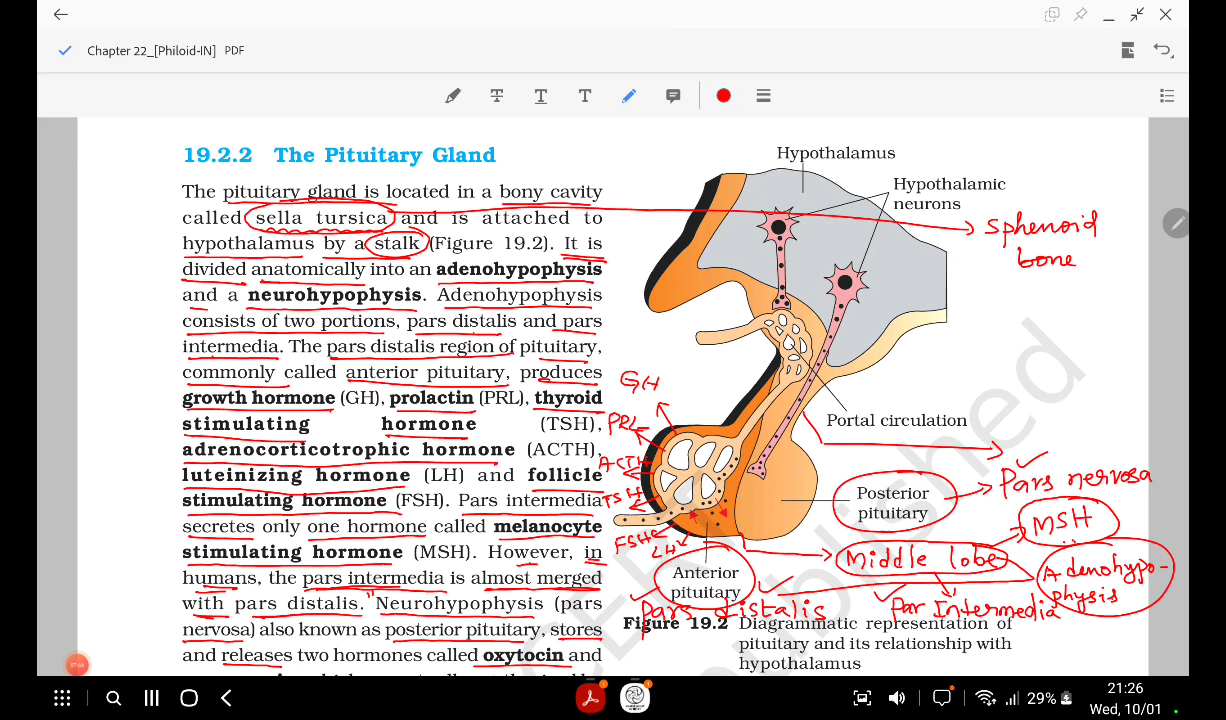 Chapter 22_[Philoid-IN] PDF
19.2.2 The Pituitary Gland
The pituitary gland is located in a bony cavity
called sella tursica and is attached to
hypothalamus by a stalk (Figure 19.2). It is
divided anatomically into an adenohypophysis
and a neurohypophysis. Adenohypophysis
consists of two portions, pars distalis and pars
intermedia. The pars distalis region of pituitary,
commonly called anterior pituitary, produces
growth hormone (GH), prolactin (PRL), thyroid
stimulating hormone (TSH),
adrenocorticotrophic hormone (ACTH),
luteinizing hormone (LH) and follicle
stimulating hormone (FSH). Pars intermedia
secretes only one hormone called melanocyte
stimulating hormone (MSH). However, in
humans, the pars intermedia is almost merged
with pars distalis. Neurohypophysis (pars
nervosa) also known as posterior pituitary, stores
and releases two hormones called oxytocin and
Hypothalamus
Hypothalamic
neurons
Sphenoid
bone
GH
PRL
ACTH
TSH
FSH
LH
Portal circulation
Posterior
pituitary
Pars nervosa
MSH
Middle lobe
Adenohypo-
physis
Anterior
pituitary
Pars distalis
Par Intermedia
Figure 19.2 Diagrammatic representation of
pituitary and its relationship with
hypothalamus
29%
21:26
Wed, 10/01